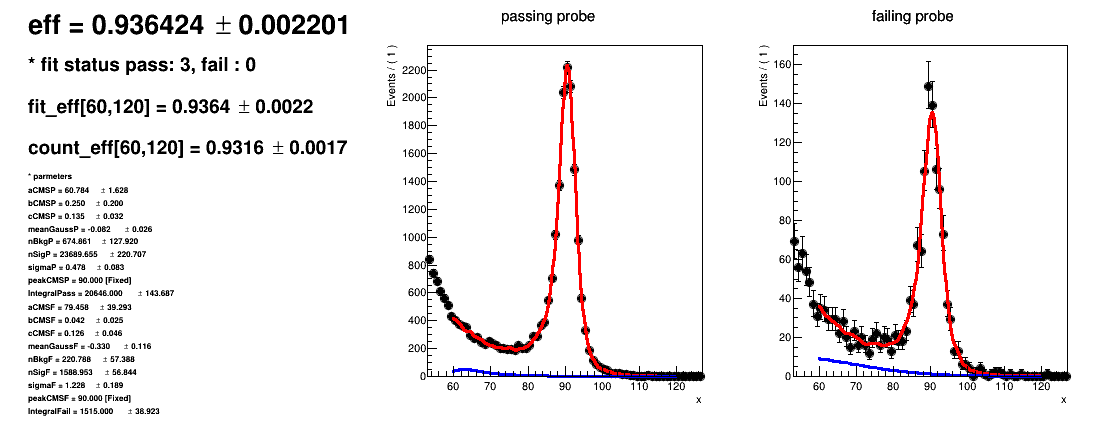 eff = 0.936424 ± 0.002201
* fit status pass: 3, fail : 0
fit_eff[60,120] = 0.9364 ± 0.0022
count_eff[60,120] = 0.9316 ± 0.0017
* parmeters
aCMSP = 60.784 ± 1.628
bCMSP = 0.250 ± 0.200
cCMSP = 0.135 ± 0.032
meanGaussP = -0.082 ± 0.026
nBkgP = 674.861 ± 127.920
nSigP = 23689.655 ± 220.707
sigmaP = 0.478 ± 0.083
peakCMSP = 90.000 [Fixed]
IntegralPass = 20646.000 ± 143.687
aCMSF = 79.458 ± 39.293
bCMSF = 0.042 ± 0.025
cCMSF = 0.126 ± 0.046
meanGaussF = -0.330 ± 0.116
nBkgF = 220.788 ± 57.388
nSigF = 1588.953 ± 56.844
sigmaF = 1.228 ± 0.189
peakCMSF = 90.000 [Fixed]
IntegralFail = 1515.000 ± 38.923
passing probe
Events / ( 1 )
2200
2000
1800
1600
1400
1200
1000
800
600
400
200
0
60 70 80 90 100 110 120
x
failing probe
Events / ( 1 )
160
140
120
100
80
60
40
20
0
60 70 80 90 100 110 120
x